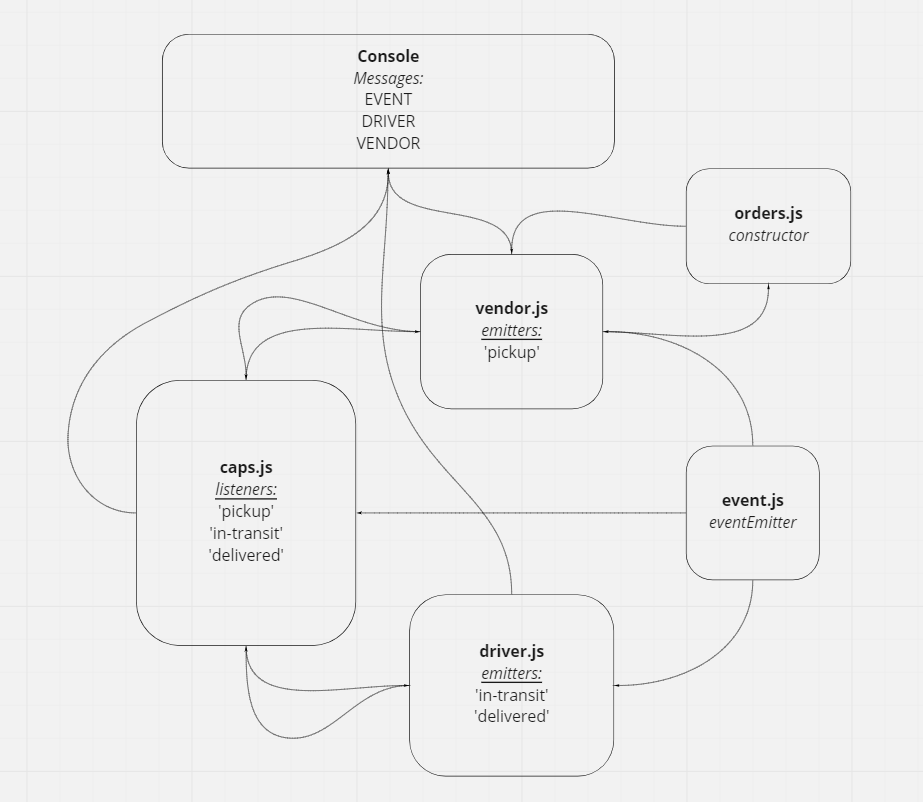 Console
Messages:
EVENT
DRIVER
VENDOR
orders.js
constructor
vendor.js
emitters:
'pickup'
caps.js
listeners:
'pickup'
'in-transit'
'delivered'
event.js
eventEmitter
driver.js
emitters:
'in-transit'
'delivered'